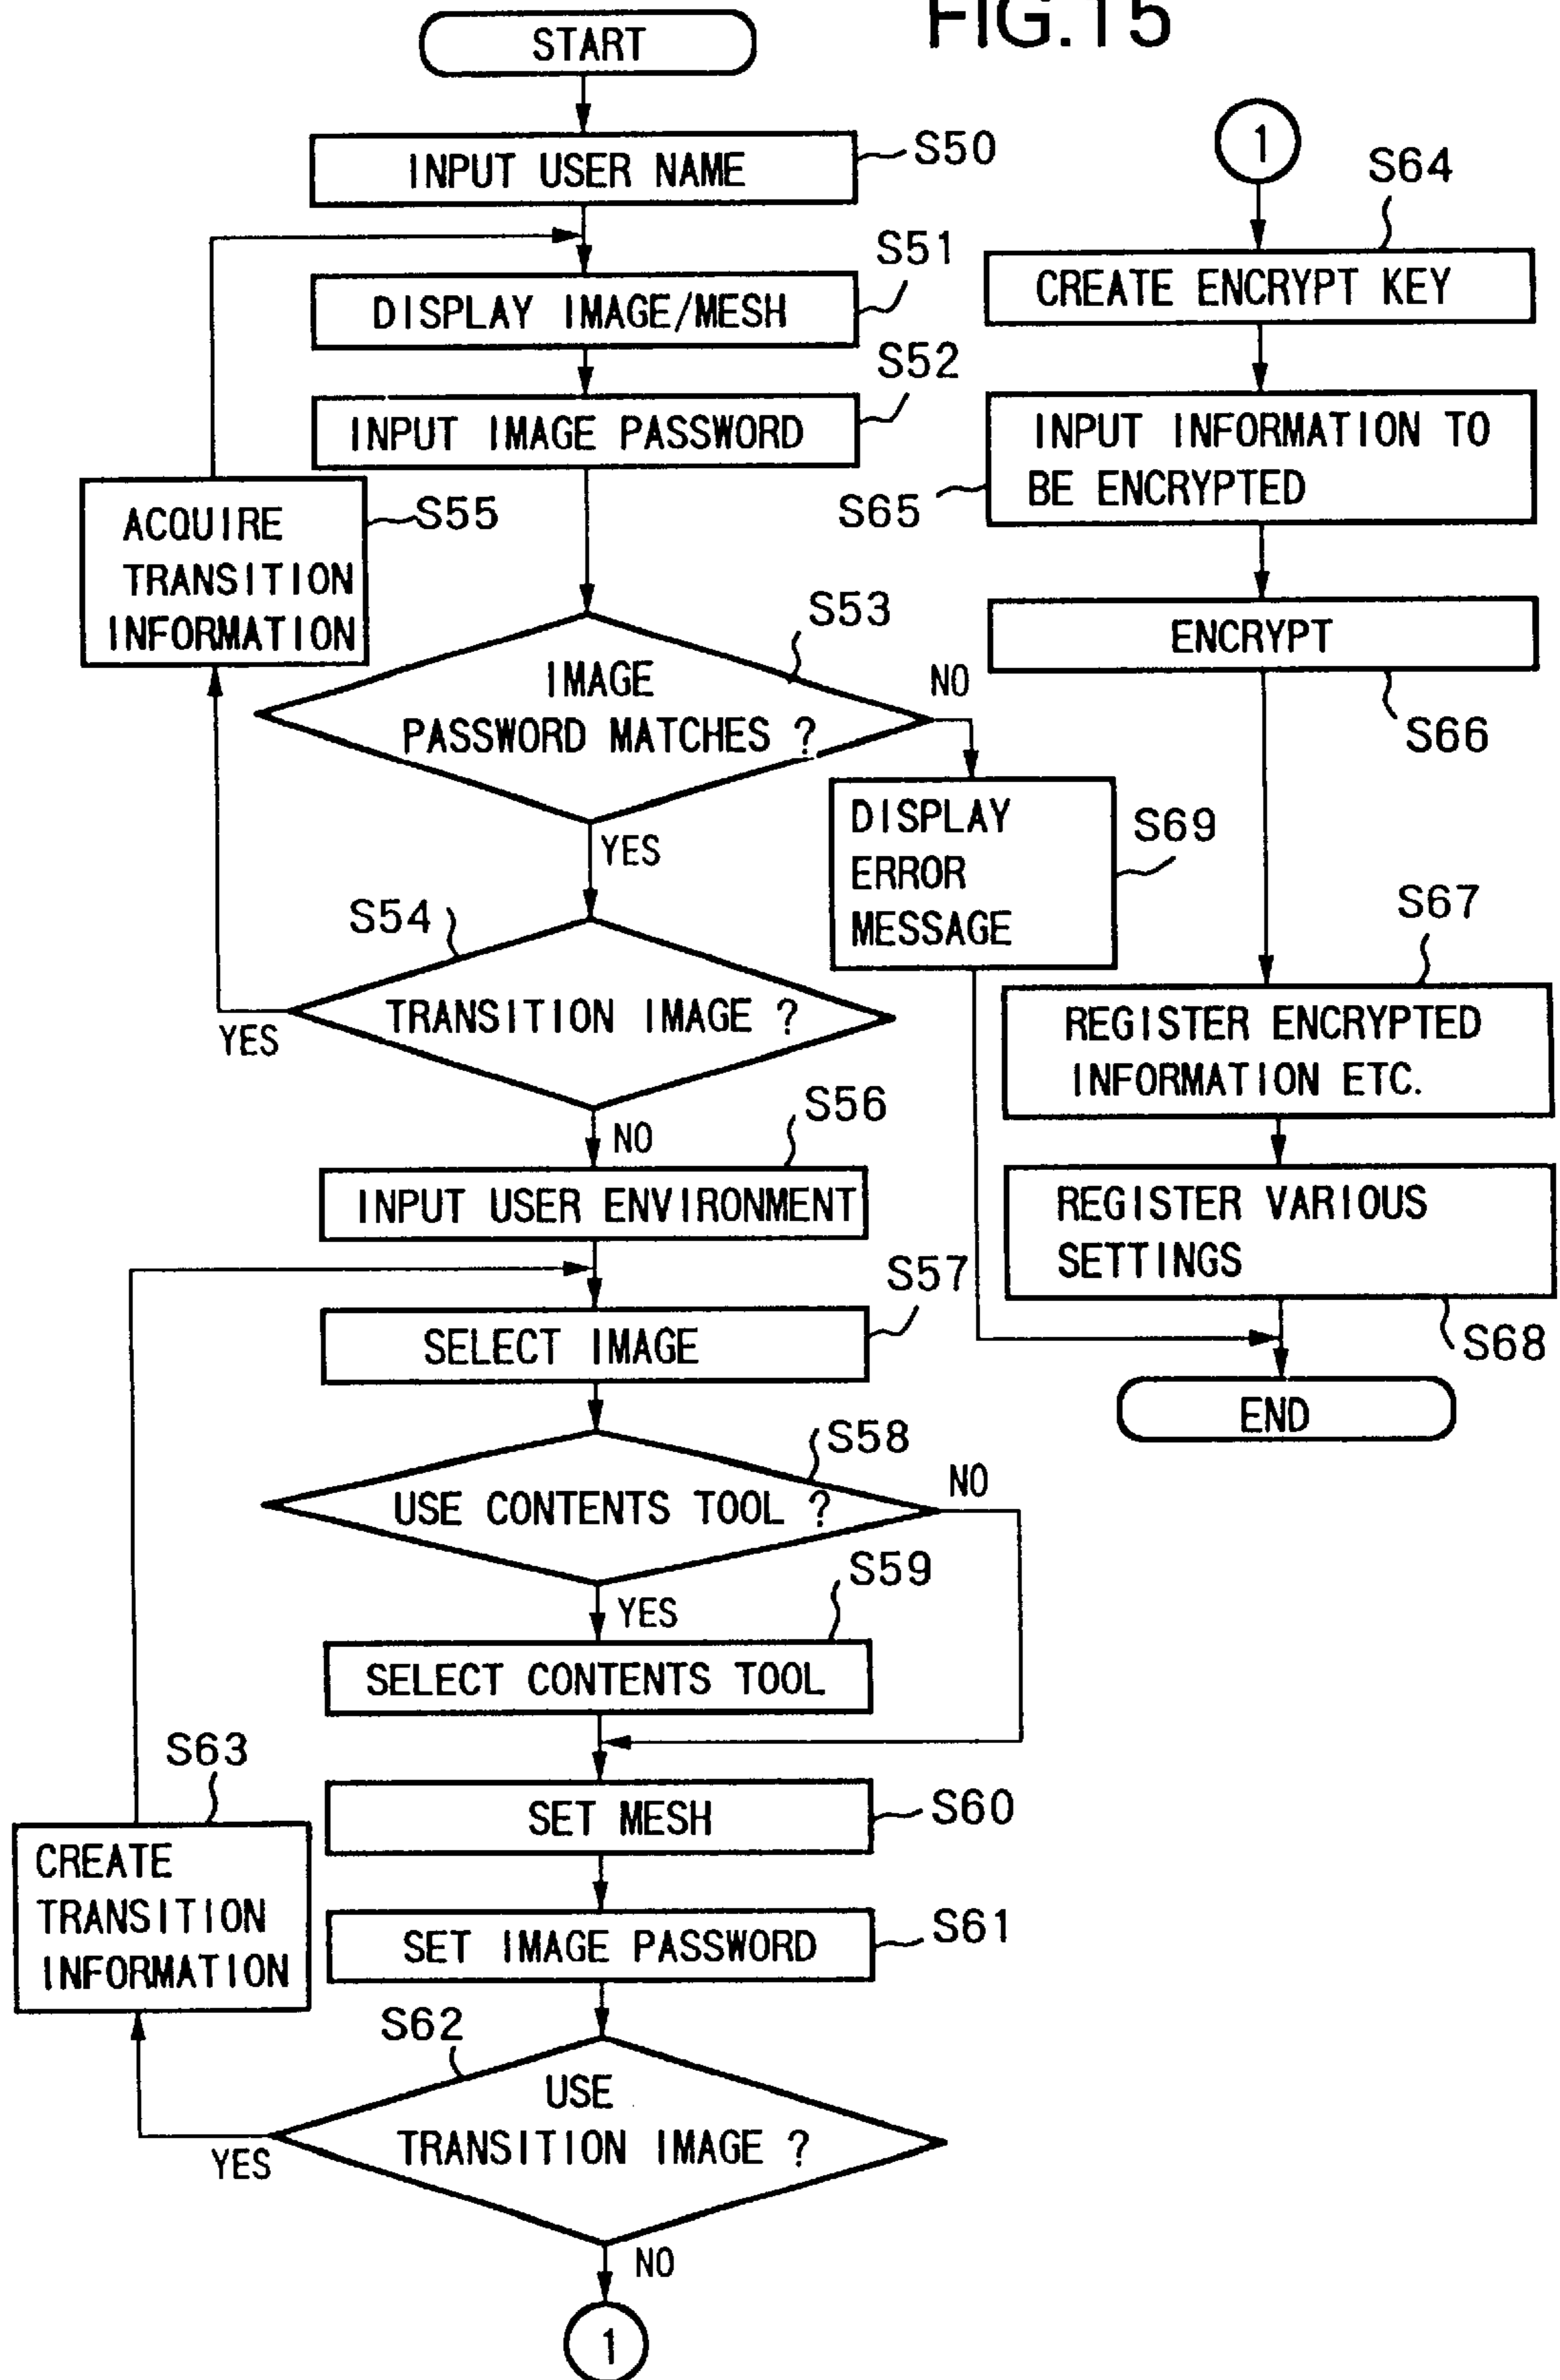 FIG.15
START
INPUT USER NAME
S50
DISPLAY IMAGE/MESH
S51
INPUT IMAGE PASSWORD
S52
ACQUIRE
TRANSITION
INFORMATION
S55
IMAGE
PASSWORD MATCHES ?
S53
NO
YES
DISPLAY
ERROR
MESSAGE
S69
S54
TRANSITION IMAGE ?
YES
NO
S56
INPUT USER ENVIRONMENT
S57
SELECT IMAGE
S58
USE CONTENTS TOOL ?
NO
YES
S59
SELECT CONTENTS TOOL
S63
CREATE
TRANSITION
INFORMATION
SET MESH
S60
SET IMAGE PASSWORD
S61
S62
USE
TRANSITION IMAGE ?
YES
NO
1
1
S64
CREATE ENCRYPT KEY
INPUT INFORMATION TO
BE ENCRYPTED
S65
ENCRYPT
S66
S67
REGISTER ENCRYPTED
INFORMATION ETC.
REGISTER VARIOUS
SETTINGS
S68
END